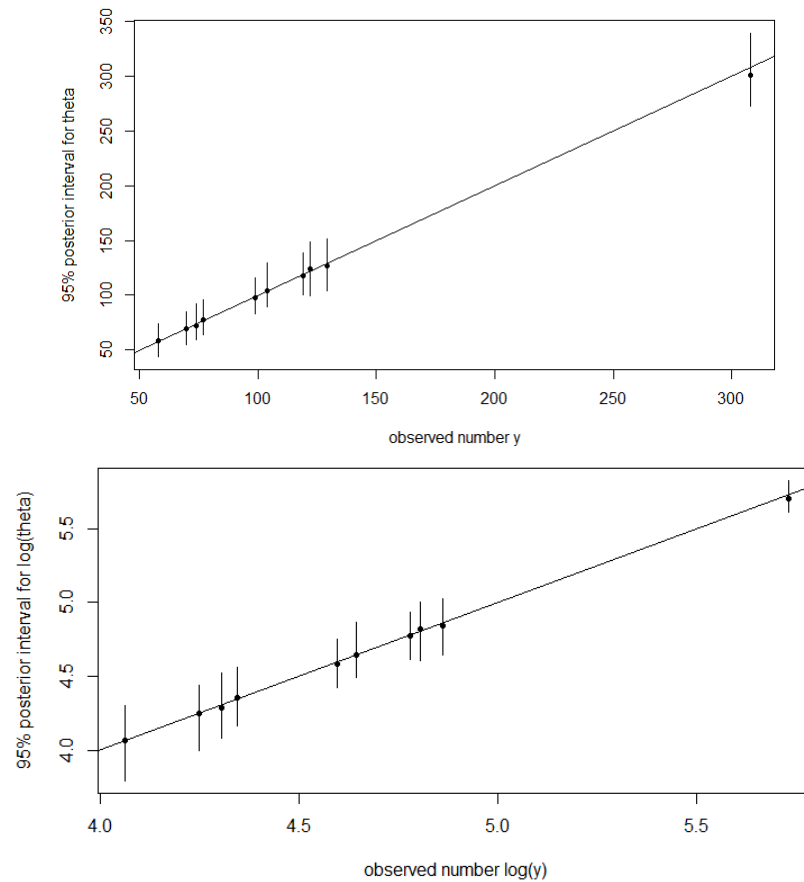 350
300
250
200
150
100
50
95% posterior interval for theta
50 100 150 200 250 300
observed number y
5.5
5.0
4.5
4.0
95% posterior interval for log(theta)
4.0 4.5 5.0 5.5
observed number log(y)